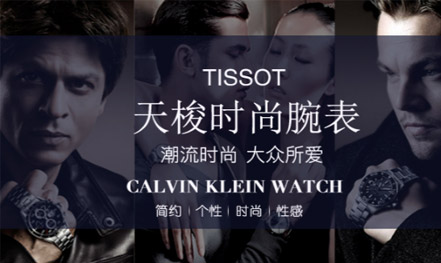 TISSOT
天梭时尚腕表
潮流时尚 大众所爱
CALVIN KLEIN WATCH
简约 | 个性 | 时尚 | 性感